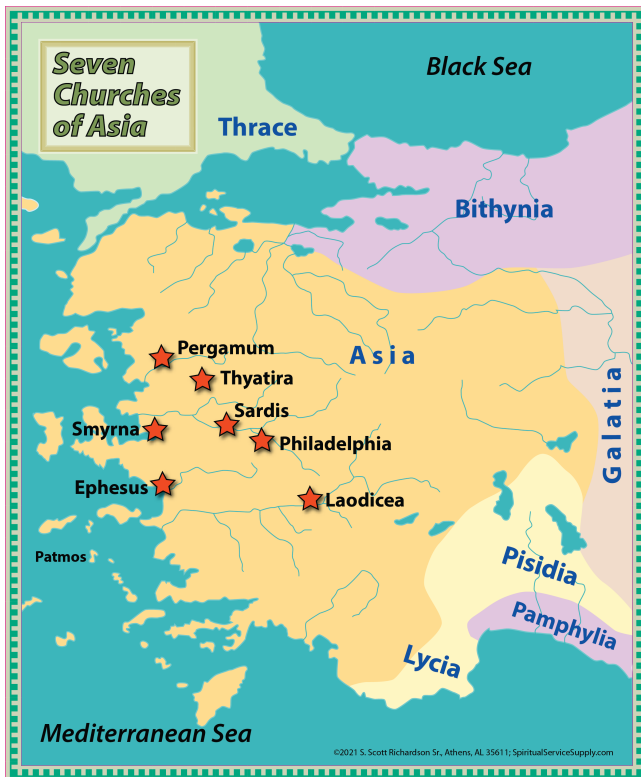 Seven
Churches
of Asia
Black Sea
Thrace
Bithynia
Pergamum
Asia
Thyatira
Galatia
Sardis
Smyrna
Philadelphia
Ephesus
Laodicea
Patmos
Pisidia
Pamphylia
Lycia
Mediterranean Sea
©2021 S. Scott Richardson Sr., Athens, AL 35611; SpiritualServiceSupply.com